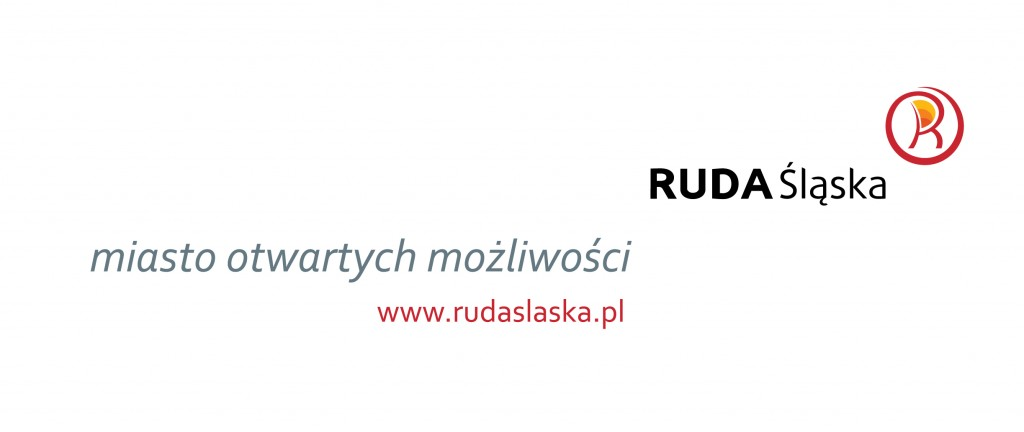 RUDA Śląska
miasto otwartych możliwości
www.rudaslaska.pl